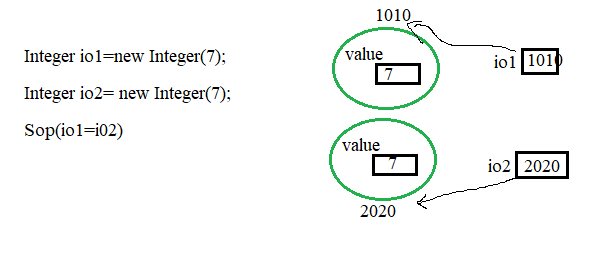 Integer io1=new Integer(7);
Integer io2= new Integer(7);
Sop(io1=i02)
1010
value
7
io1 1010
value
7
io2 2020
2020